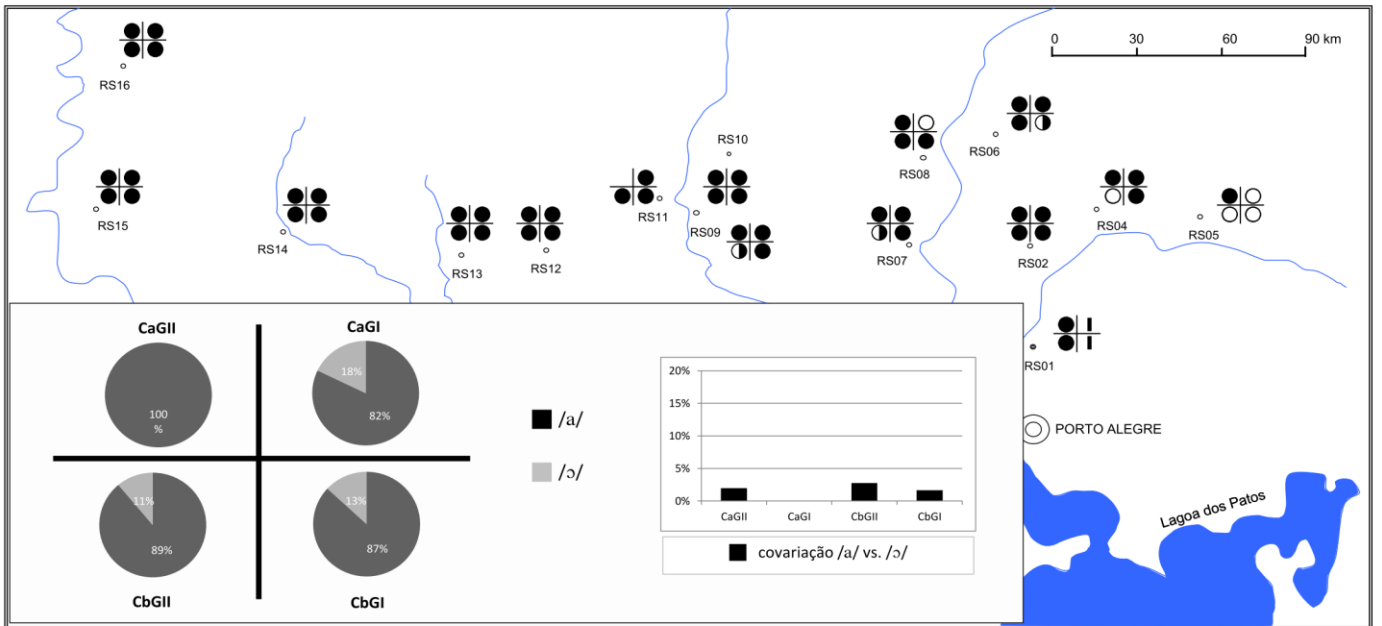 0 30 60 90 km
RS16
RS10
RS08
RS06
RS15
RS14
RS13
RS12
RS11
RS09
RS07
RS02
RS04
RS05
RS01
PORTO ALEGRE
Lagoa dos Patos
CaGII
CaGI
100
%
18%
82%
11%
89%
13%
87%
CbGII
CbGI
/a/
/ɔ/
20%
15%
10%
5%
0%
CaGII CaGI CbGII CbGI
covariação /a/ vs. /ɔ/